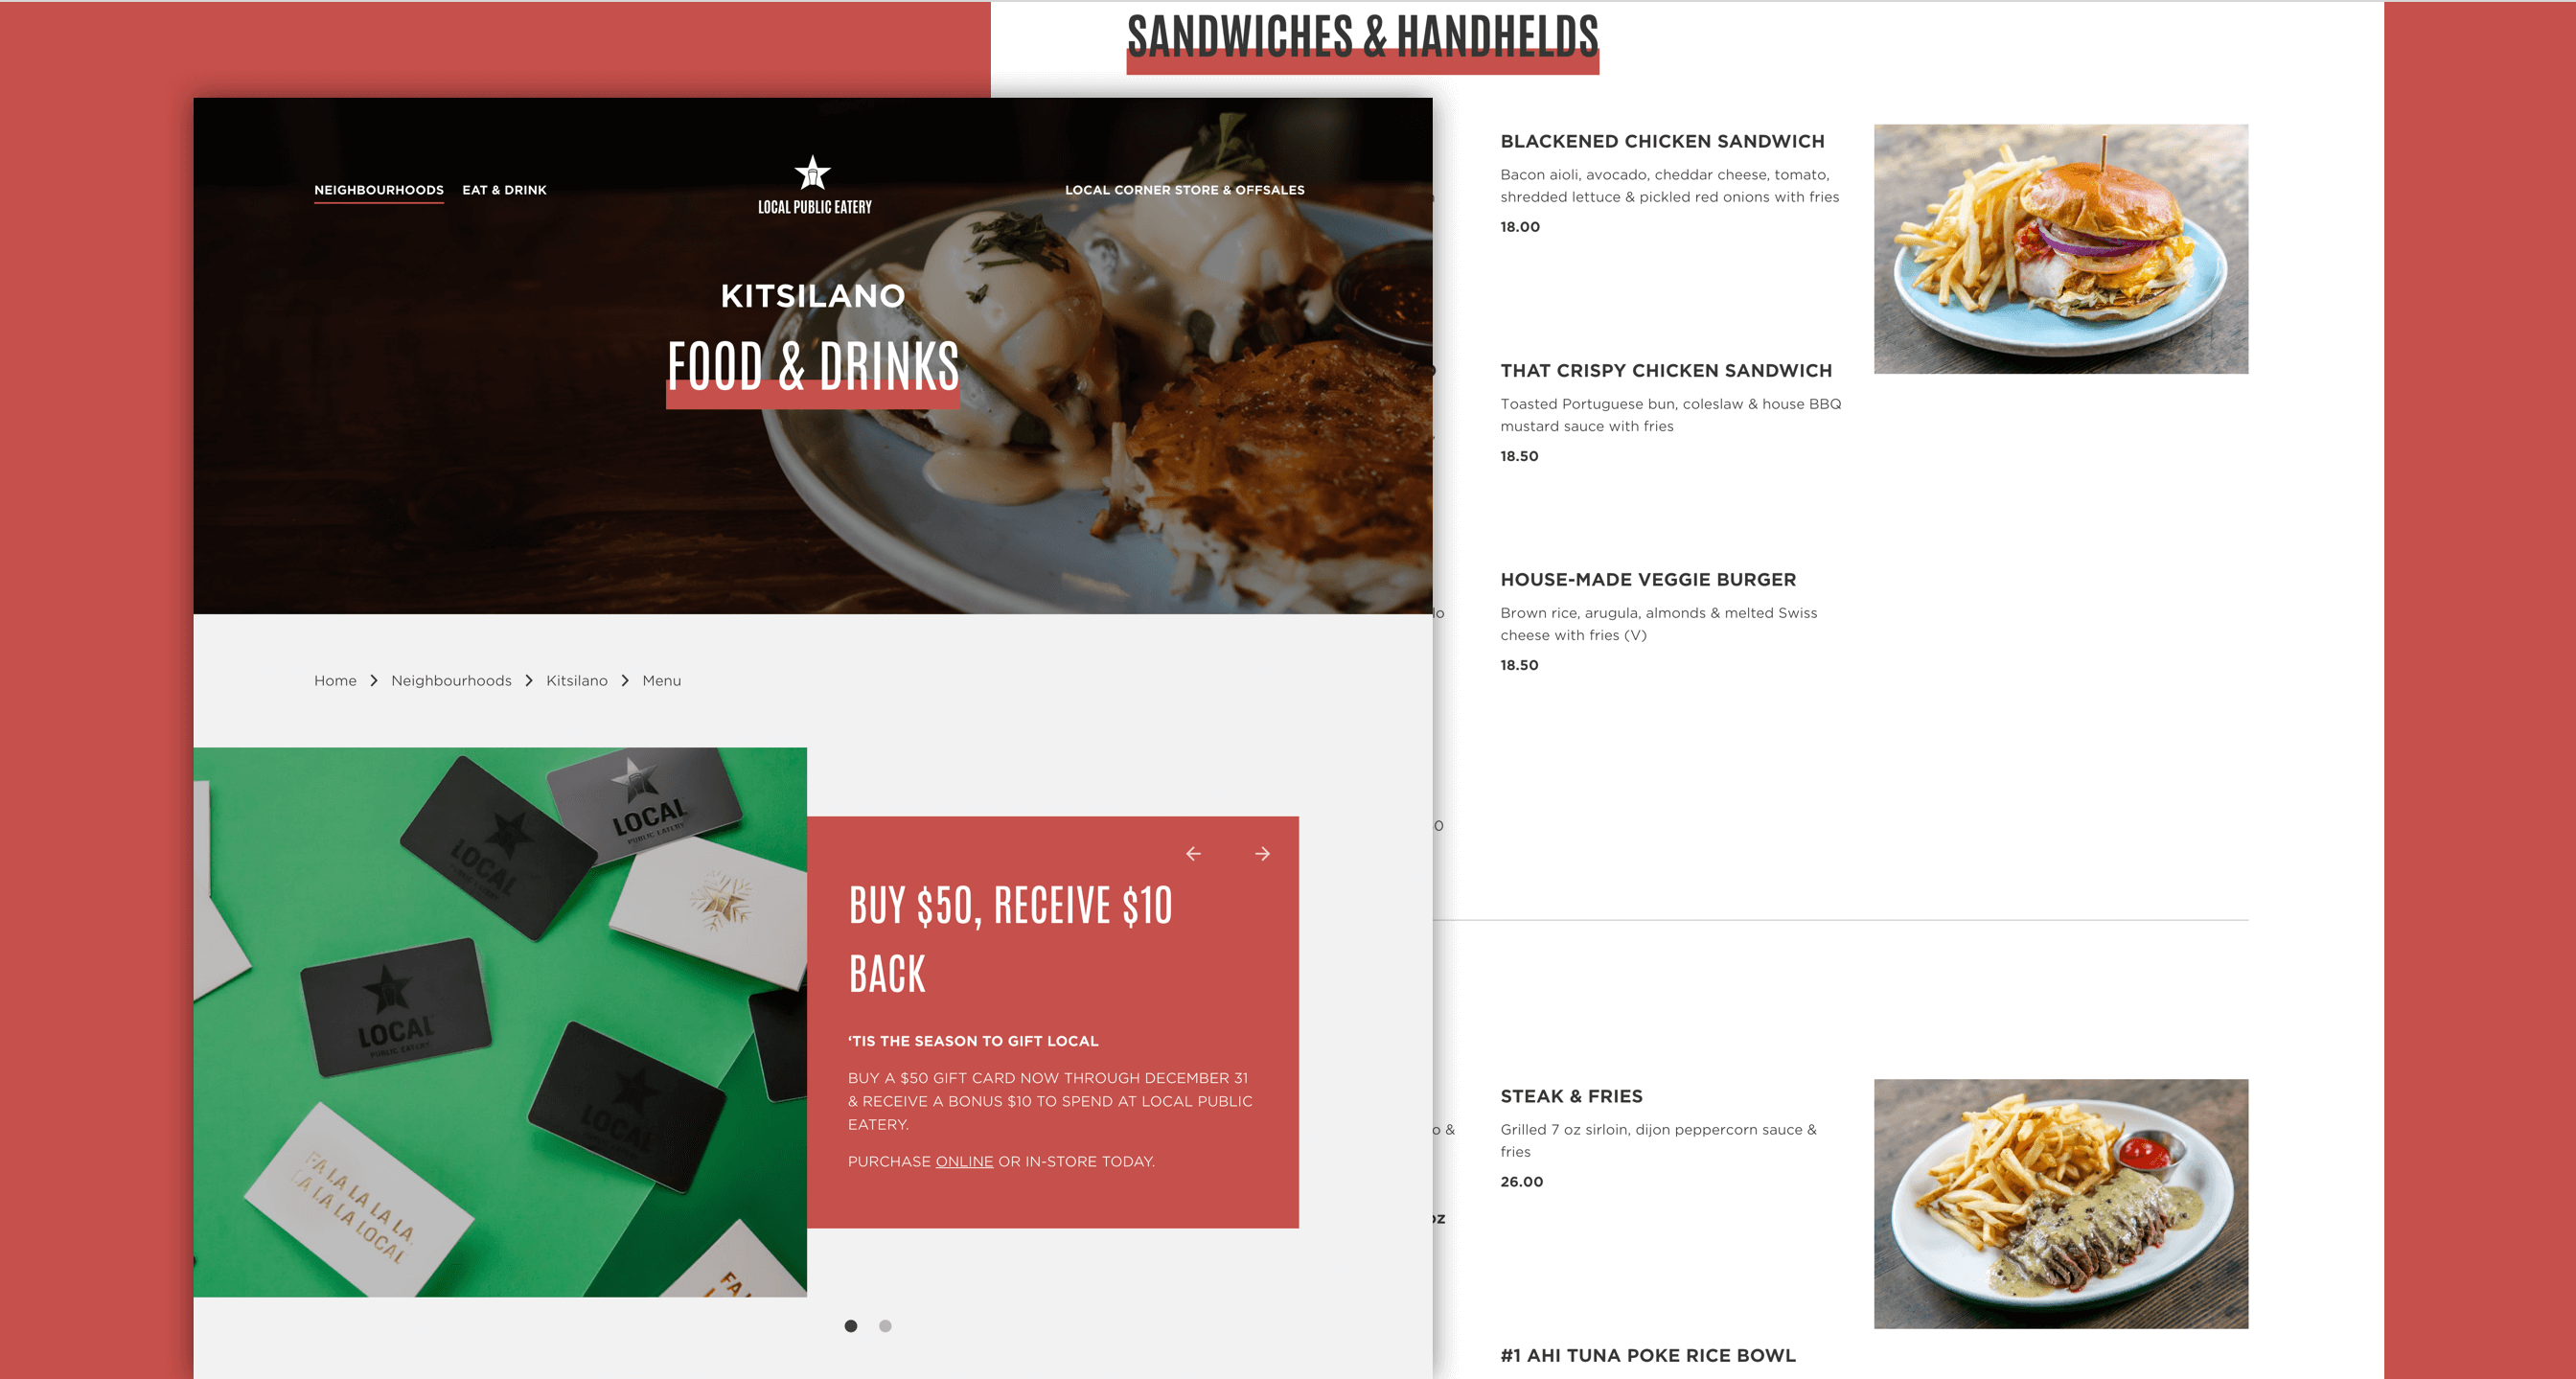 SANDWICHES & HANDHELDS
NEIGHBOURHOODS EAT & DRINK
LOCAL PUBLIC EATERY
LOCAL CORNER STORE & OFFSALES
KITSILANO
FOOD & DRINKS
Home > Neighbourhoods > Kitsilano > Menu
LOCAL
PUBLIC EATERY
LOCAL
PUBLIC EATERY
LOCAL
PUBLIC EATERY
LOCAL
FA LA LA LA LA,
LA LA LA LOCAL
FA L
BUY $50, RECEIVE $10
BACK
‘TIS THE SEASON TO GIFT LOCAL
BUY A $50 GIFT CARD NOW THROUGH DECEMBER 31
& RECEIVE A BONUS $10 TO SPEND AT LOCAL PUBLIC
EATERY.
PURCHASE ONLINE OR IN-STORE TODAY.
BLACKENED CHICKEN SANDWICH
Bacon aioli, avocado, cheddar cheese, tomato,
shredded lettuce & pickled red onions with fries
18.00
THAT CRISPY CHICKEN SANDWICH
Toasted Portuguese bun, coleslaw & house BBQ
mustard sauce with fries
18.50
HOUSE-MADE VEGGIE BURGER
Brown rice, arugula, almonds & melted Swiss
cheese with fries (V)
18.50
STEAK & FRIES
Grilled 7 oz sirloin, dijon peppercorn sauce &
fries
26.00
#1 AHI TUNA POKE RICE BOWL